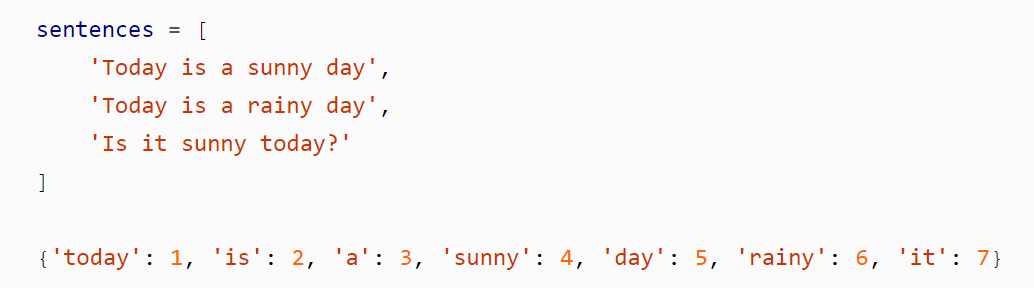 sentences = [
    'Today is a sunny day',
    'Today is a rainy day',
    'Is it sunny today?'
]
{'today': 1, 'is': 2, 'a': 3, 'sunny': 4, 'day': 5, 'rainy': 6, 'it': 7}